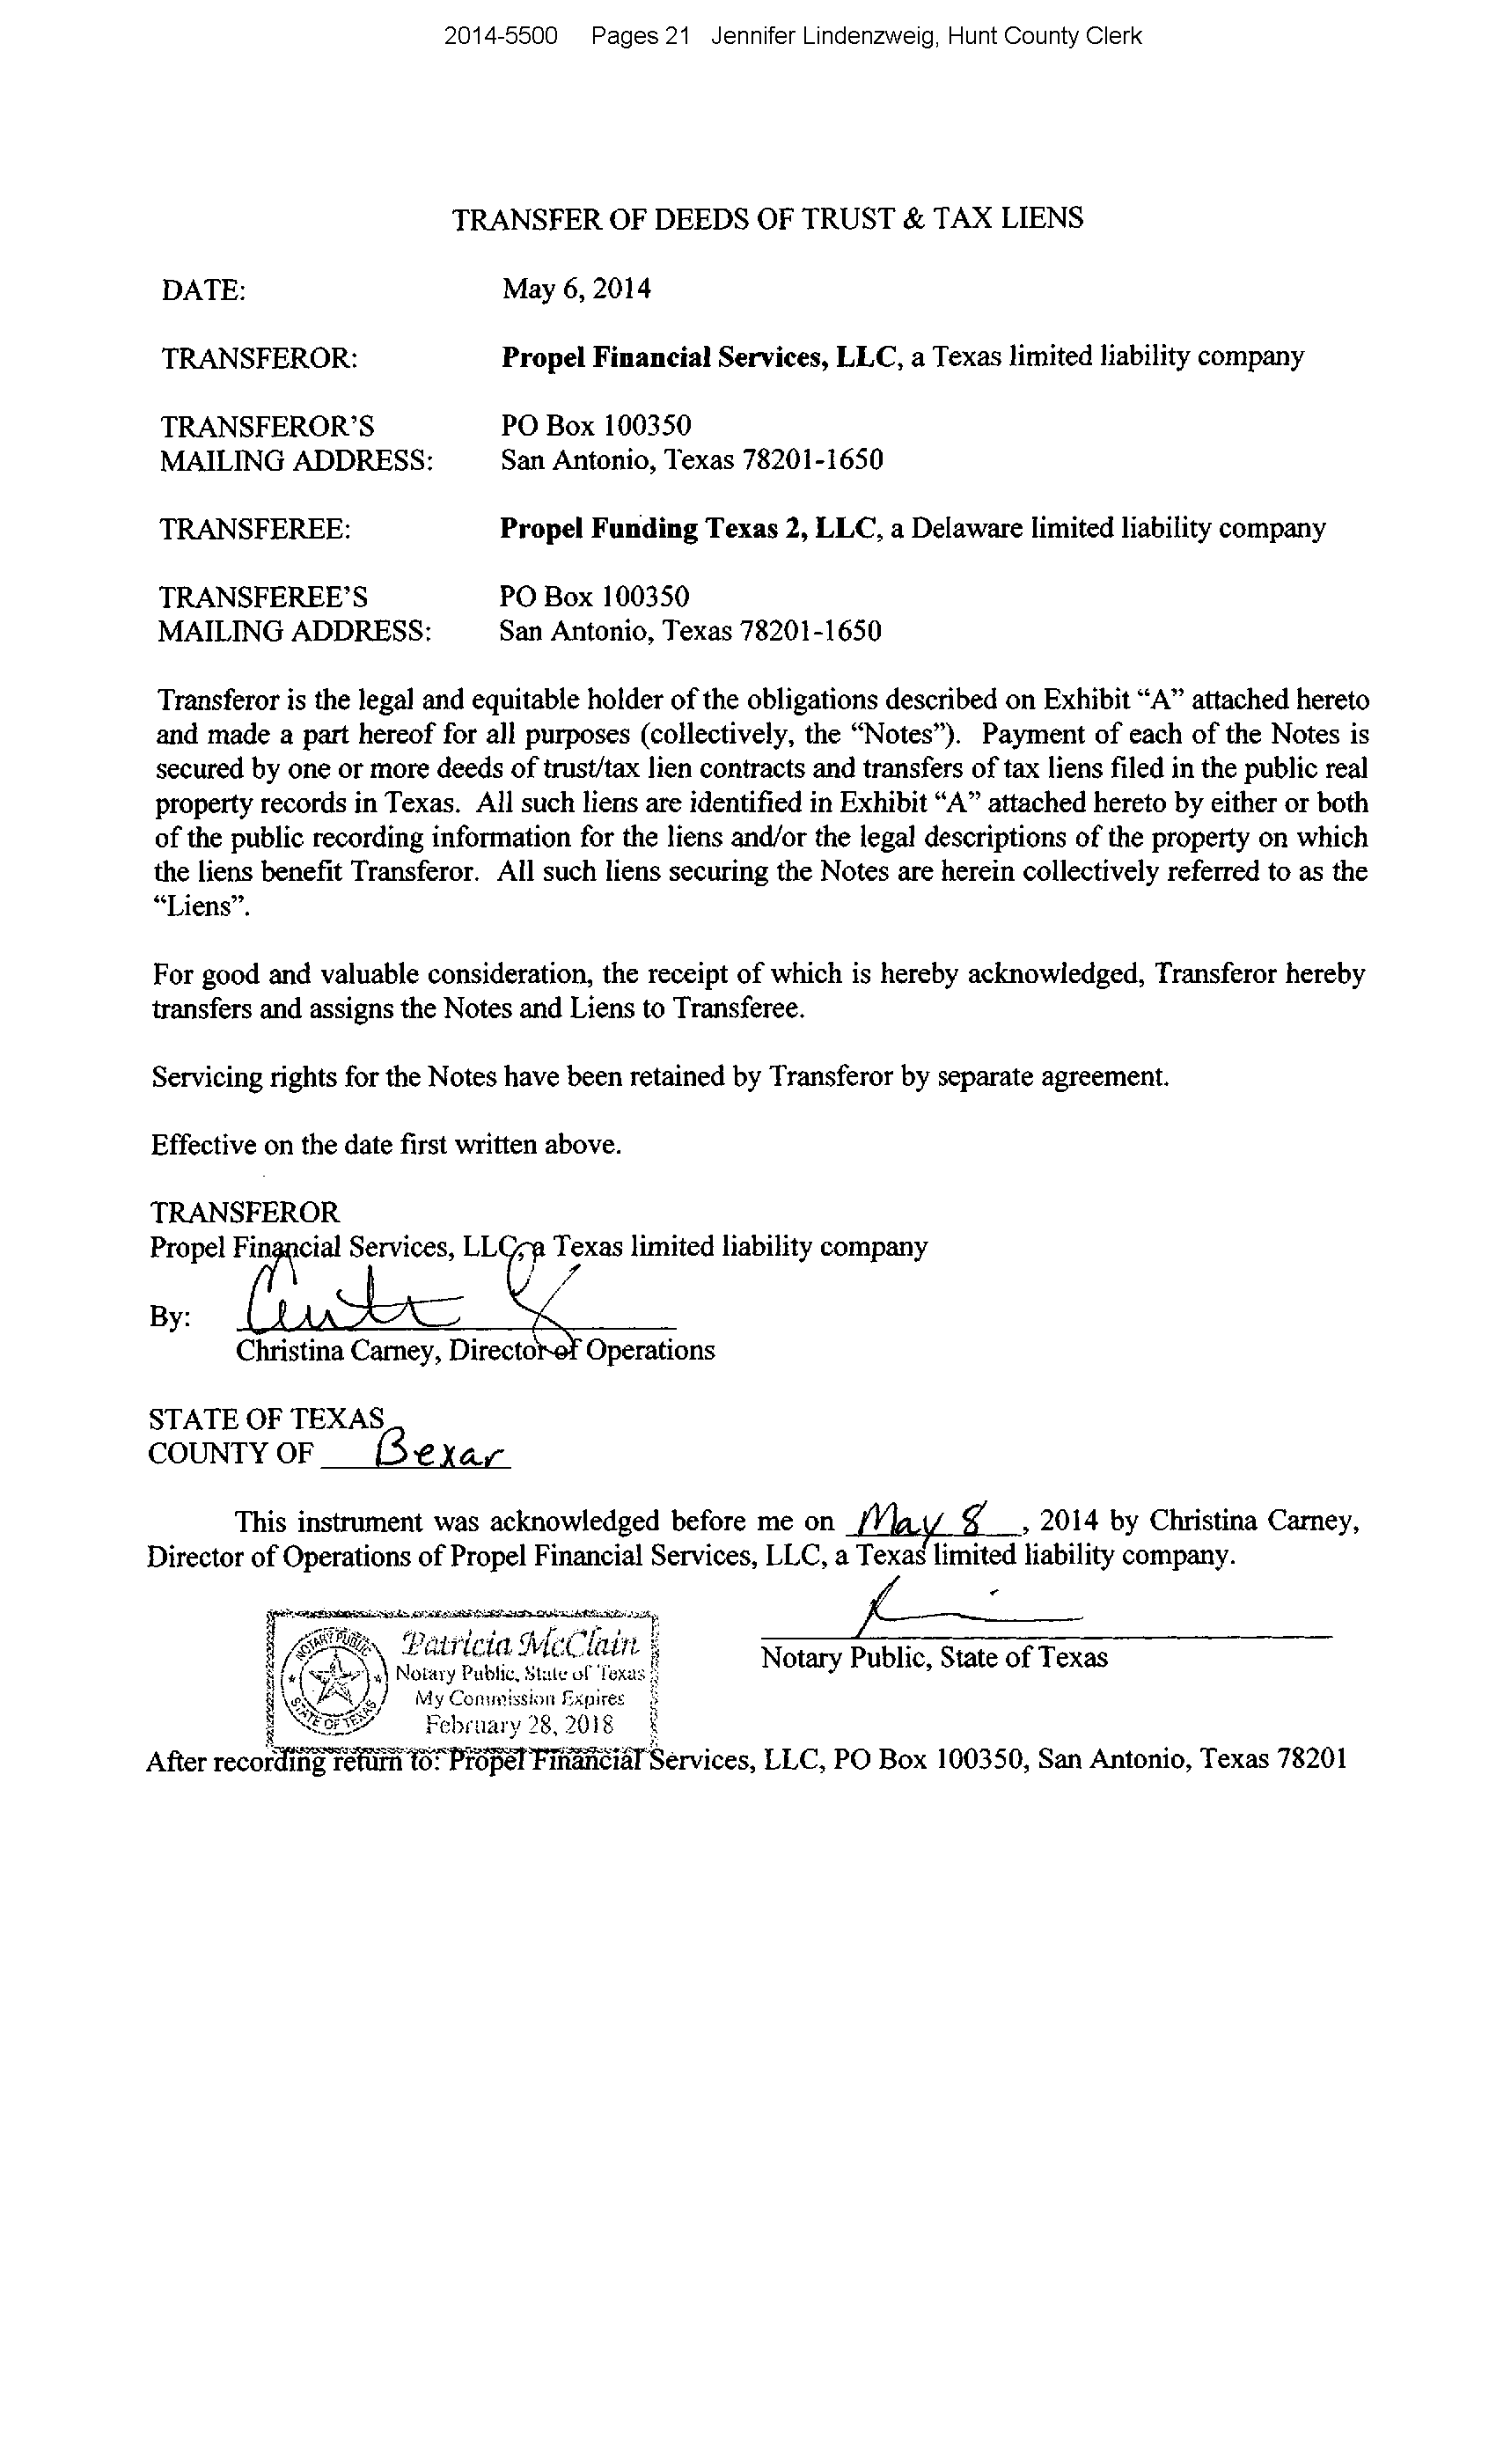 2014-5500 Pages 21 Jennifer Lindenzweig, Hunt County Clerk
TRANSFER OF DEEDS OF TRUST & TAX LIENS
DATE: May 6, 2014
TRANSFEROR: Propel Financial Services, LLC, a Texas limited liability company
TRANSFEROR'S PO Box 100350
MAILING ADDRESS: San Antonio, Texas 78201-1650
TRANSFEREE: Propel Funding Texas 2, LLC, a Delaware limited liability company
TRANSFEREE'S PO Box 100350
MAILING ADDRESS: San Antonio, Texas 78201-1650
Transferor is the legal and equitable holder of the obligations described on Exhibit “A” attached hereto
and made a part hereof for all purposes (collectively, the “Notes”). Payment of each of the Notes is
secured by one or more deeds of trust/tax lien contracts and transfers of tax liens filed in the public real
property records in Texas. All such liens are identified in Exhibit “A” attached hereto by either or both
of the public recording information for the liens and/or the legal descriptions of the property on which
the liens benefit Transferor. All such liens securing the Notes are herein collectively referred to as the
“Liens”.
For good and valuable consideration, the receipt of which is hereby acknowledged, Transferor hereby
transfers and assigns the Notes and Liens to Transferee.
Servicing rights for the Notes have been retained by Transferor by separate agreement.
Effective on the date first written above.
TRANSFEROR
Propel Financial Services, LLC, a Texas limited liability company
By:
Christina Carney, Director of Operations
STATE OF TEXAS
COUNTY OF Bexar
This instrument was acknowledged before me on May 8, 2014 by Christina Carney,
Director of Operations of Propel Financial Services, LLC, a Texas limited liability company.
NOTARY PUBLIC
STATE OF TEXAS
Patricia McClain
Notary Public, State of Texas
My Commission Expires
February 28, 2018
Notary Public, State of Texas
After recording return to: Propel Financial Services, LLC, PO Box 100350, San Antonio, Texas 78201